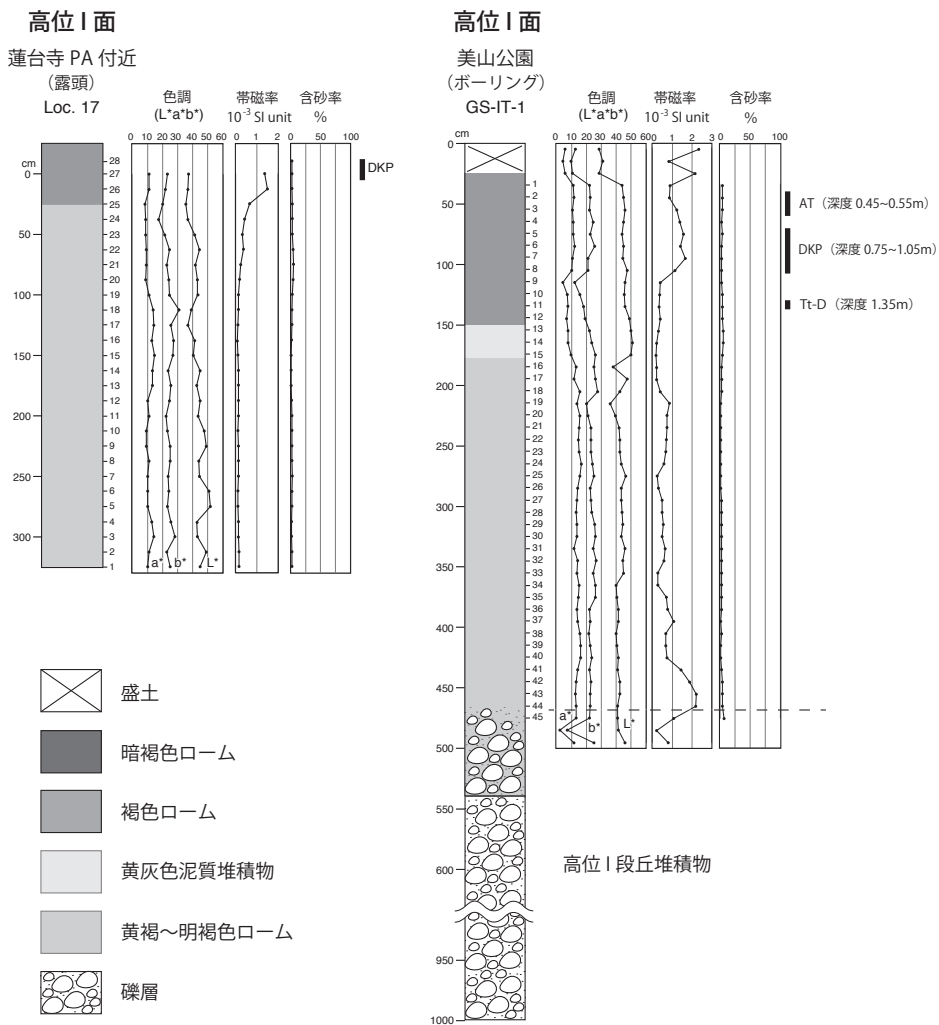 高位 I 面
蓮台寺 PA 付近
(露頭)
Loc. 17
色調
(L*a*b*)
帯磁率
10-3 SI unit
含砂率
%
0 10 20 30 40 50 60
0 1 2
0 50 100
cm
0
50
100
150
200
250
300
28
27
26
25
24
23
22
21
20
19
18
17
16
15
14
13
12
11
10
9
8
7
6
5
4
3
2
1
a* b* L*
DKP
高位 I 面
美山公園
(ボーリング)
GS-IT-1
色調
(L*a*b*)
帯磁率
10-3 SI unit
含砂率
%
0 10 20 30 40 50 60
0 1 2 3
0 50 100
cm
0
50
100
150
200
250
300
350
400
450
500
550
600
950
1000
1
2
3
4
5
6
7
8
9
10
11
12
13
14
15
16
17
18
19
20
21
22
23
24
25
26
27
28
29
30
31
32
33
34
35
36
37
38
39
40
41
42
43
44
45
a* b* L*
AT(深度 0.45~0.55m)
DKP(深度 0.75~1.05m)
Tt-D(深度 1.35m)
高位 I 段丘堆積物
盛土
暗褐色ローム
褐色ローム
黄灰色泥質堆積物
黄褐～明褐色ローム
礫層